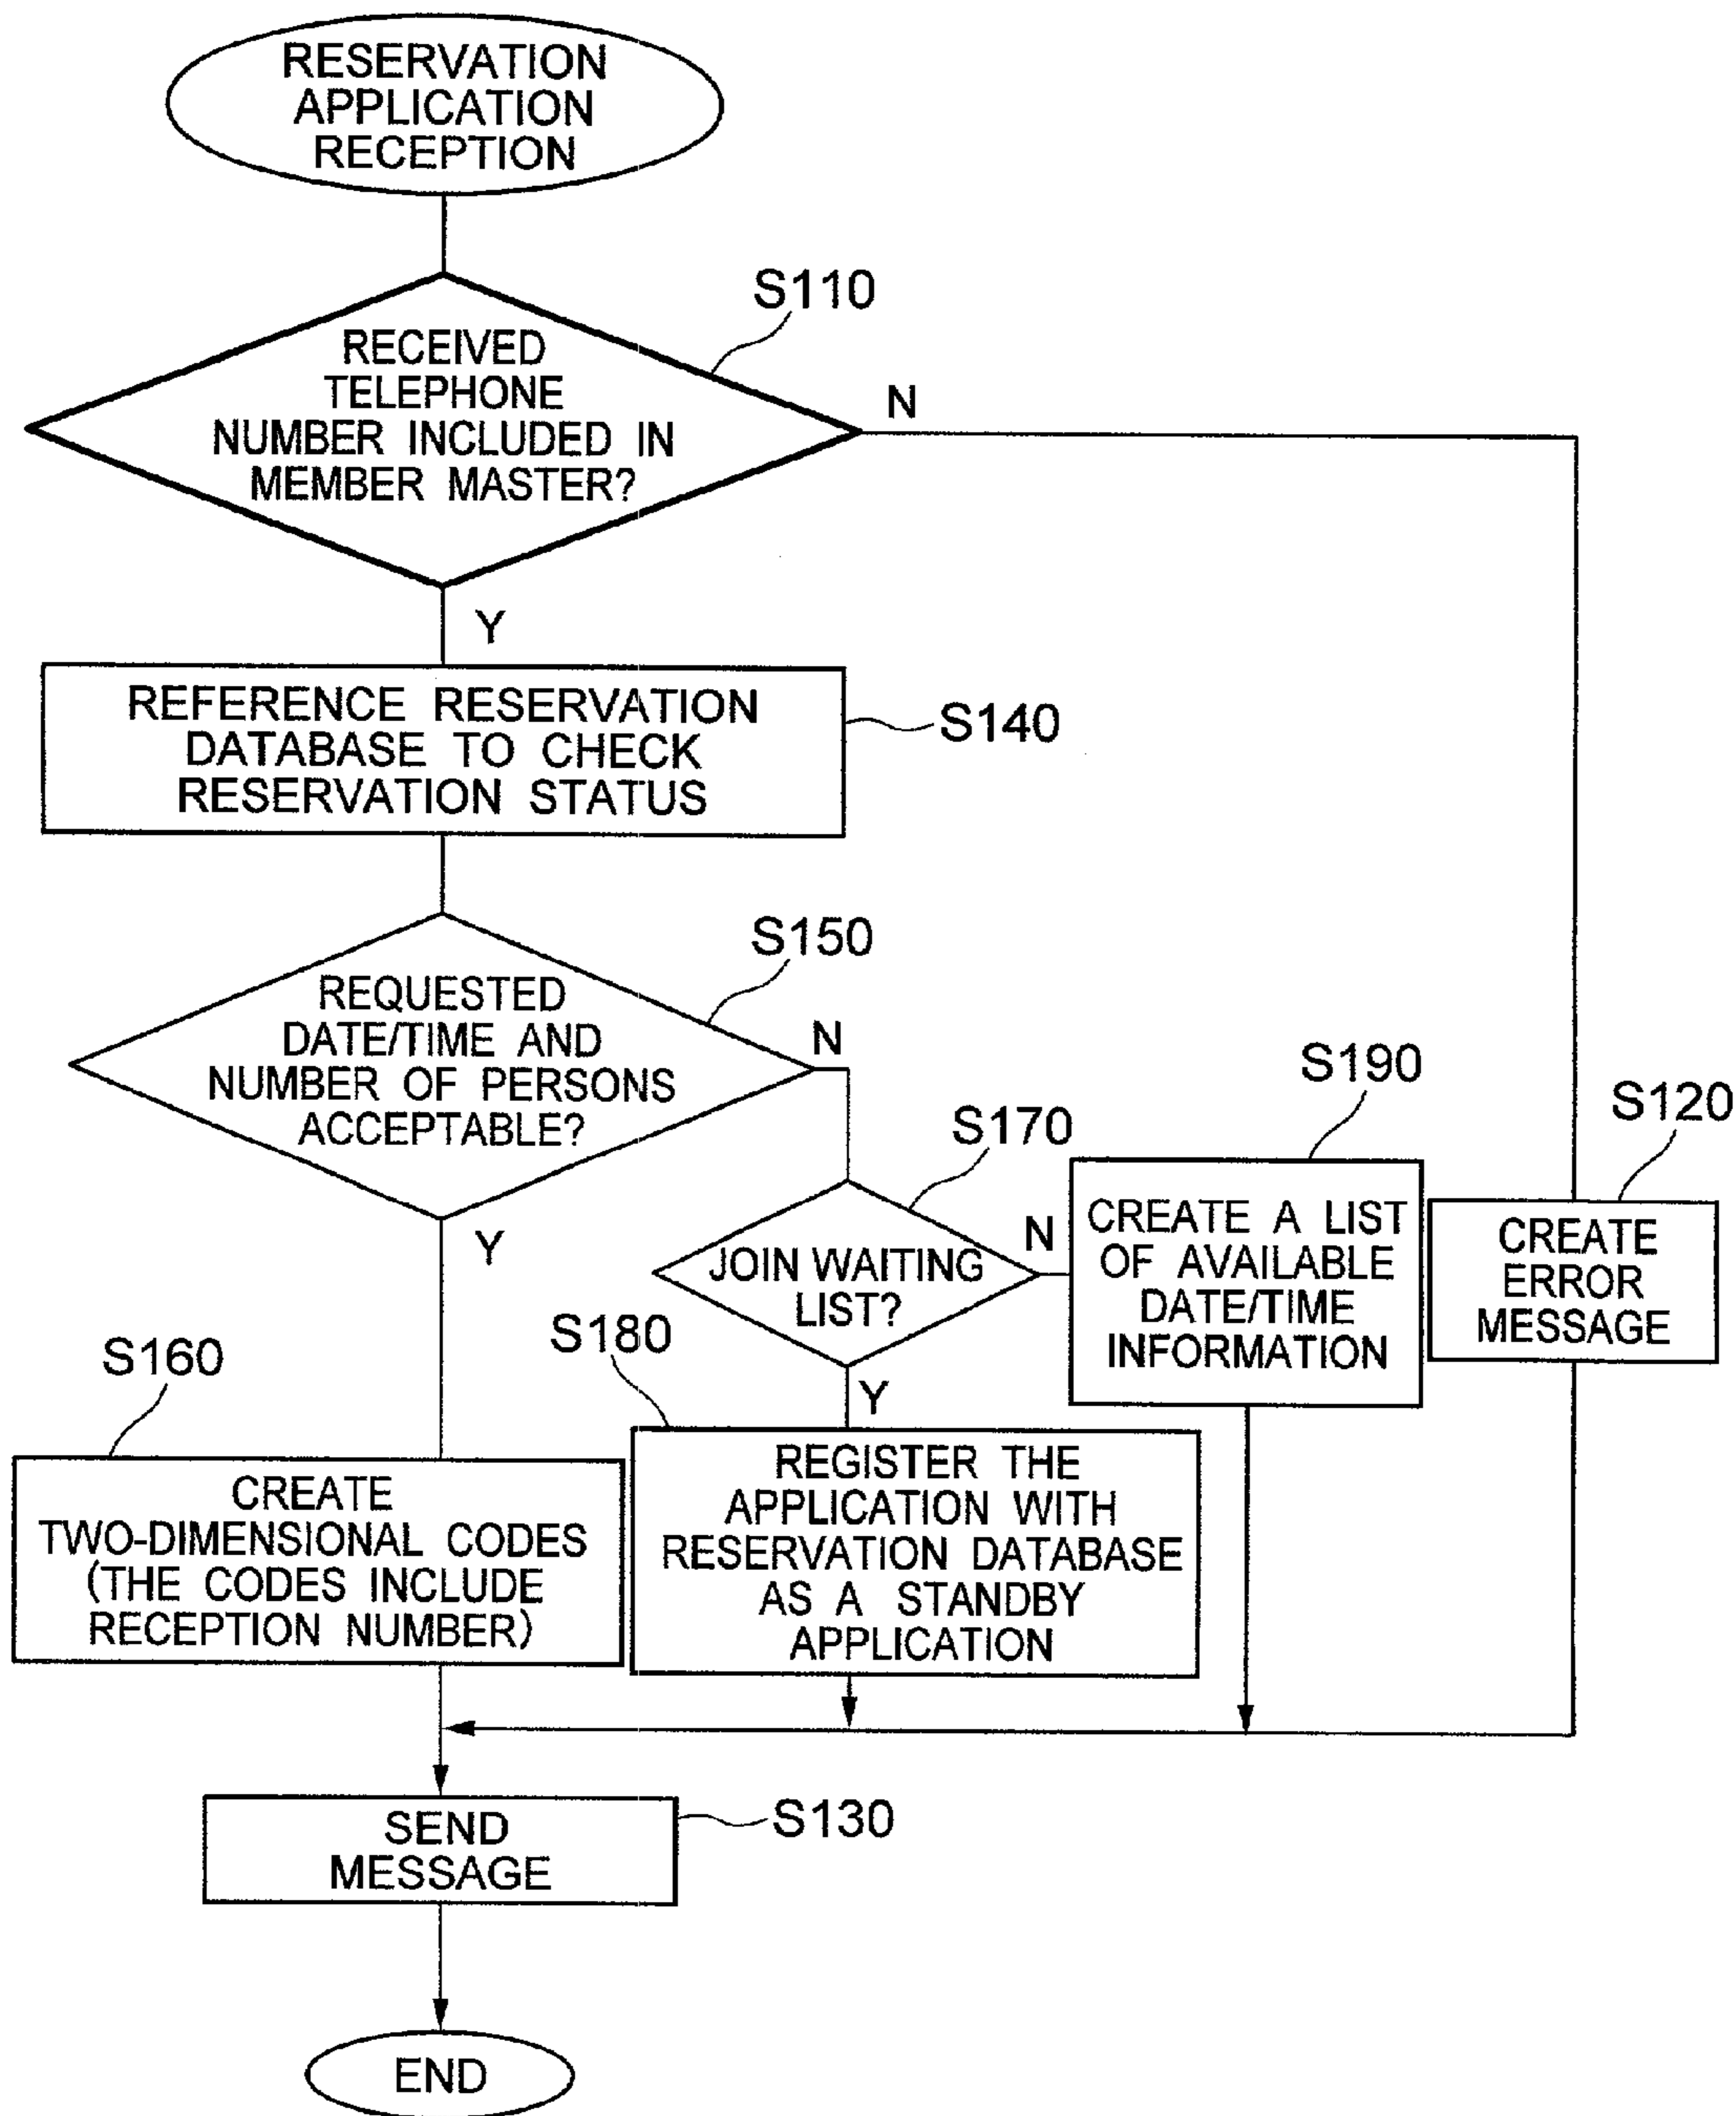 RESERVATION
APPLICATION
RECEPTION
S110
RECEIVED
TELEPHONE
NUMBER INCLUDED IN
MEMBER MASTER?
N
Y
REFERENCE RESERVATION
DATABASE TO CHECK
RESERVATION STATUS
S140
S150
REQUESTED
DATE/TIME AND
NUMBER OF PERSONS
ACCEPTABLE?
N
Y
S170
JOIN WAITING
LIST?
N
Y
S190
CREATE A LIST
OF AVAILABLE
DATE/TIME
INFORMATION
S120
CREATE
ERROR
MESSAGE
S160
CREATE
TWO-DIMENSIONAL CODES
(THE CODES INCLUDE
RECEPTION NUMBER)
S180
REGISTER THE
APPLICATION WITH
RESERVATION DATABASE
AS A STANDBY
APPLICATION
SEND
MESSAGE
S130
END